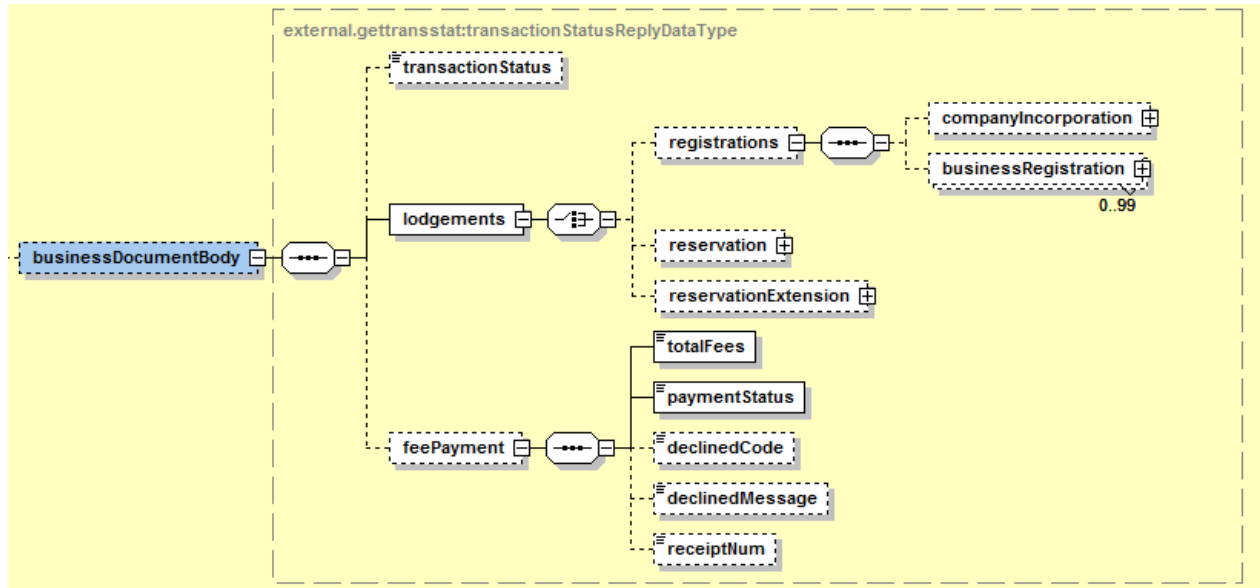 external.gettransstat:transactionStatusReplyDataType
transactionStatus
companyIncorporation
registrations
businessRegistration
0..99
lodgements
reservation
businessDocumentBody
reservationExtension
totalFees
paymentStatus
feePayment
declinedCode
declinedMessage
receiptNum